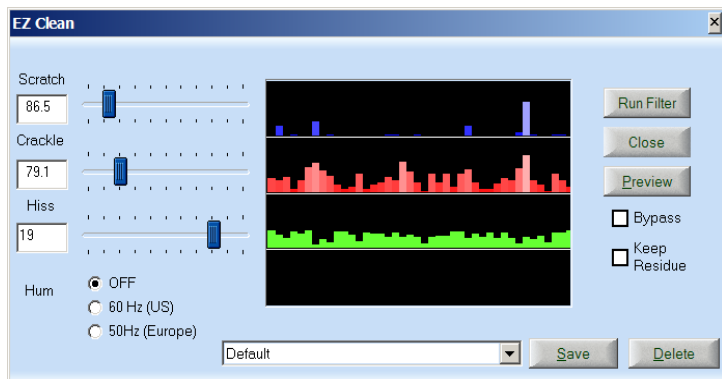 EZ Clean
Scratch
86.5
Run Filter
Crackle
Close
79.1
Preview
Hiss
Bypass
19
Keep
Residue
Hum
OFF
60 Hz (US)
50Hz (Europe)
Default
Save
Delete